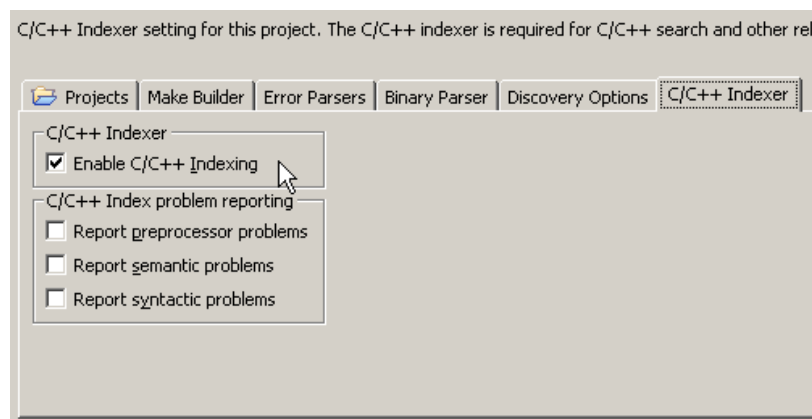 C/C++ Indexer setting for this project. The C/C++ indexer is required for C/C++ search and other
Projects Make Builder Error Parsers Binary Parser Discovery Options C/C++ Indexer
C/C++ Indexer
Enable C/C++ Indexing
C/C++ Index problem reporting
Report preprocessor problems
Report semantic problems
Report syntactic problems